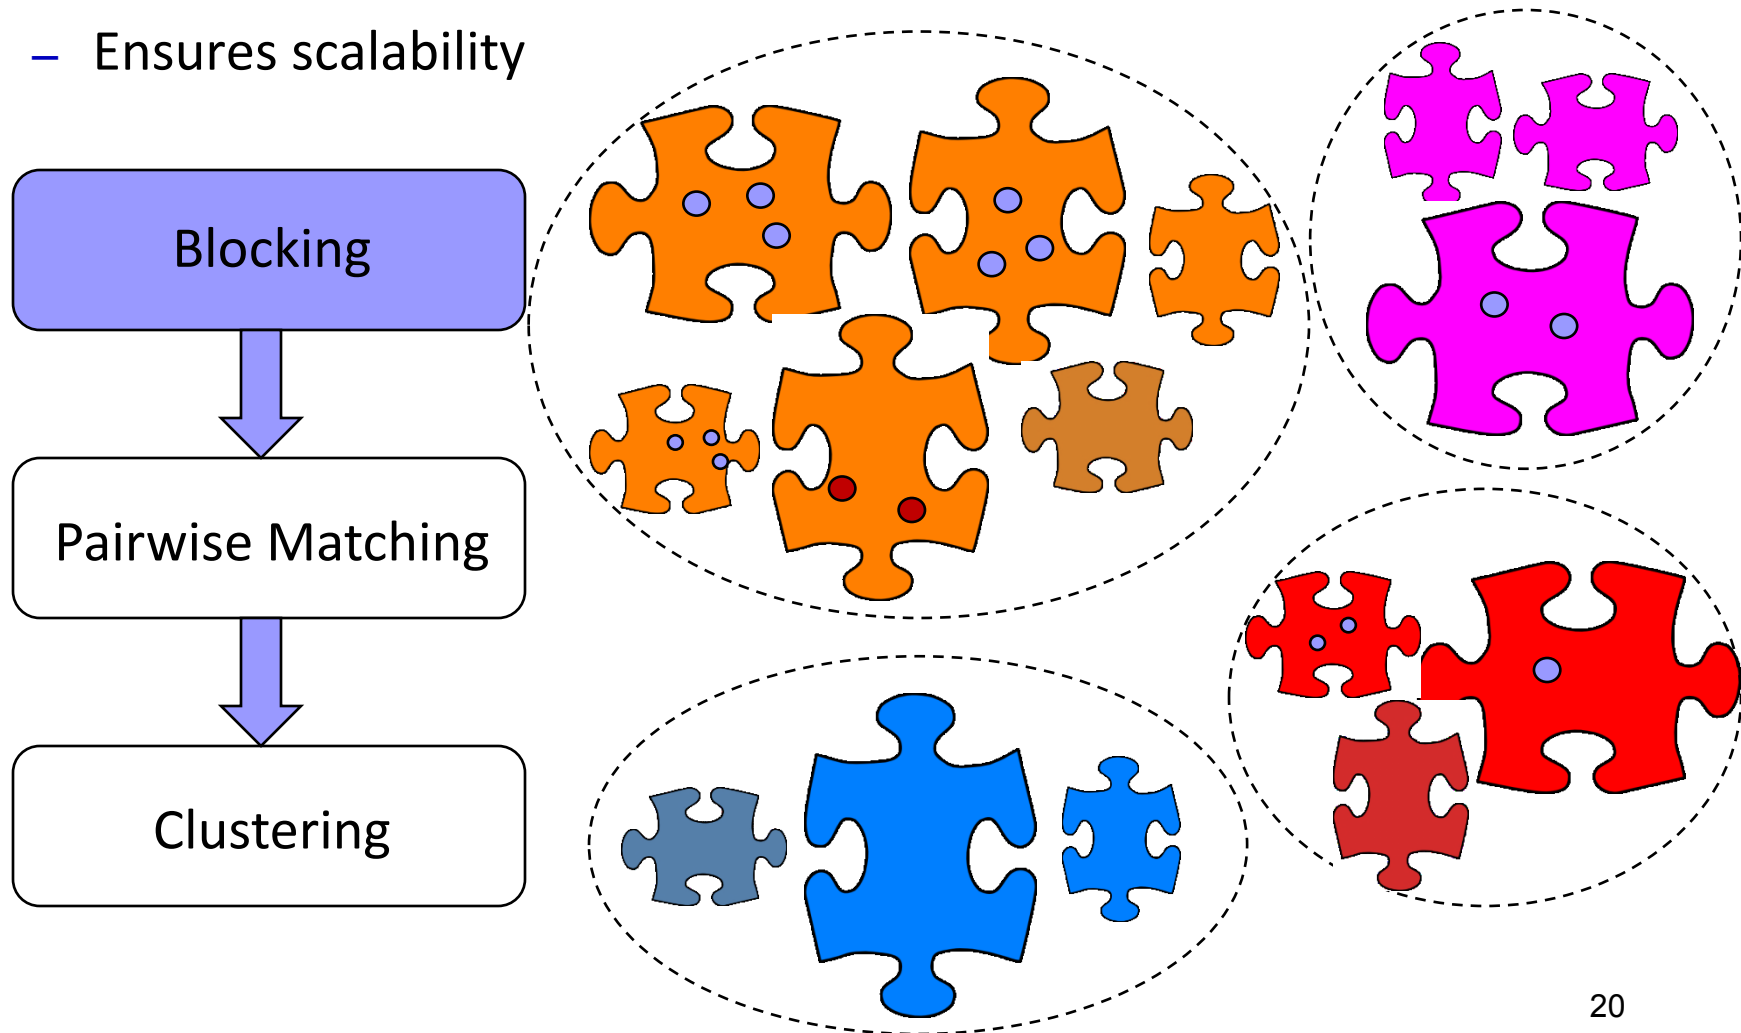 – Ensures scalability
Blocking
Pairwise Matching
Clustering
20